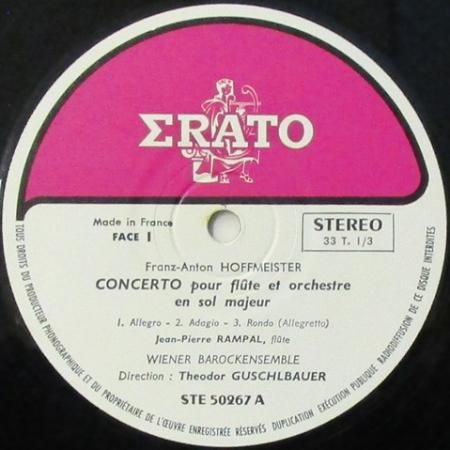 ΣRATO
Made in France
FACE 1
STEREO
33 T. 1/3
Franz-Anton HOFFMEISTER
CONCERTO pour flûte et orchestre
en sol majeur
1. Allegro - 2. Adagio - 3. Rondo (Allegretto)
Jean-Pierre RAMPAL, flûte
WIENER BAROCKENSEMBLE
Direction : Theodor GUSCHLBAUER
STE 50267 A
TOUS DROITS DU PRODUCTEUR PHONOGRAPHIQUE ET DU PROPRIÉTAIRE DE L'ŒUVRE ENREGISTRÉE RÉSERVÉS DUPLICATION EXÉCUTION PUBLIQUE RADIODIFFUSION DE CE DISQUE INTERDITES